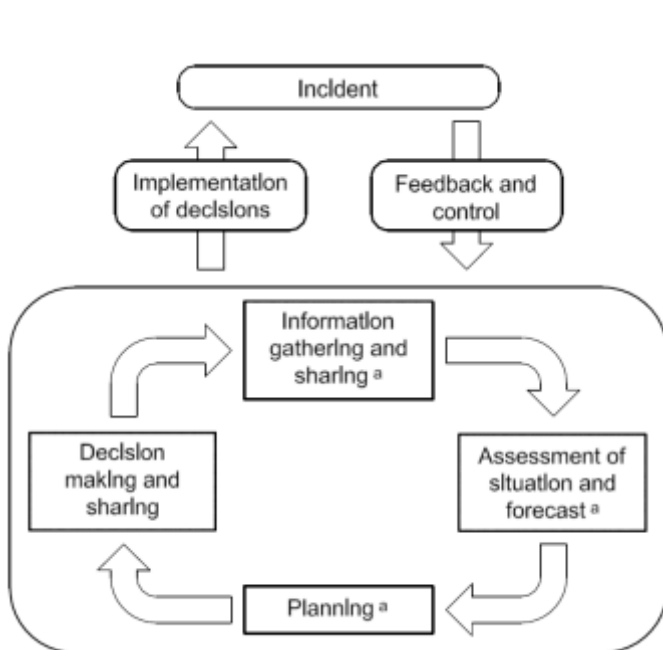 Incident
Implementation
of decisions
Feedback and
control
Information
gathering and
sharing a
Decision
making and
sharing
Assessment of
situation and
forecast a
Planning a